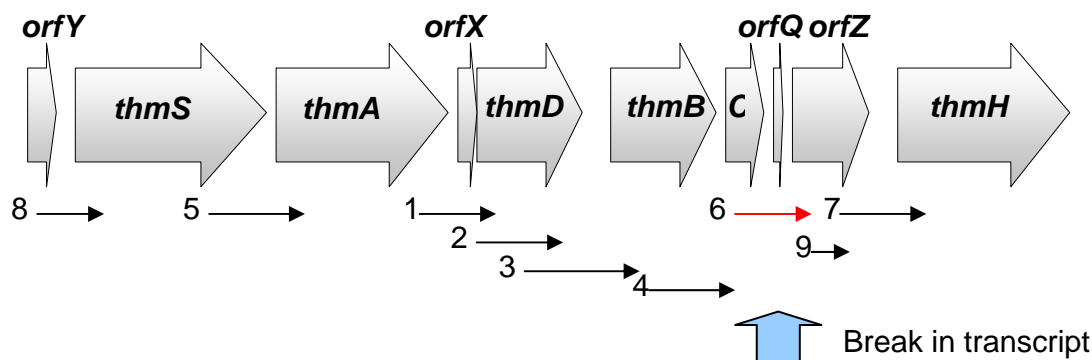 orfY orfX orfQ orfZ
thmS thmA thmD thmB C thmH
8 5 1 6 7
2 9
3
4
Break in transcript